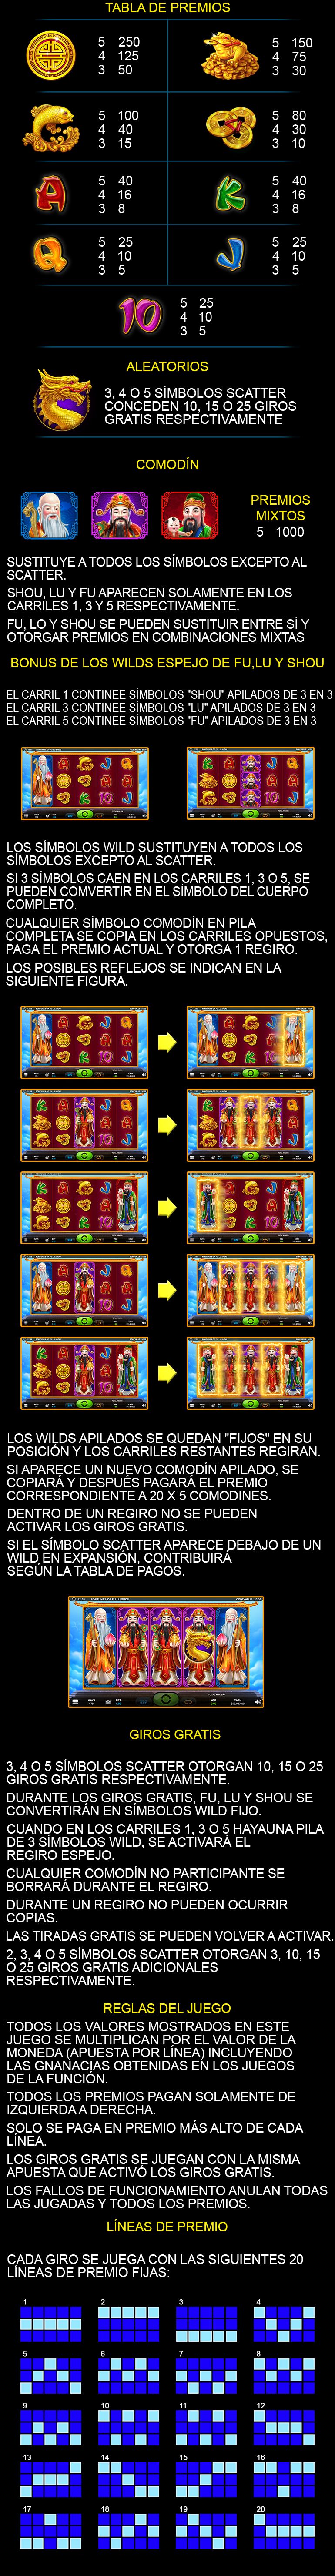 TABLA DE PREMIOS
5 250
4 125
3 50
5 150
4 75
3 30
5 100
4 40
3 15
5 80
4 30
3 10
A
5 40
4 16
3 8
K
5 40
4 16
3 8
Q
5 25
4 10
3 5
J
5 25
4 10
3 5
10
5 25
4 10
3 5
ALEATORIOS
3, 4 O 5 SÍMBOLOS SCATTER
CONCEDEN 10, 15 O 25 GIROS
GRATIS RESPECTIVAMENTE
COMODÍN
PREMIOS
MIXTOS
5 1000
SUSTITUYE A TODOS LOS SÍMBOLOS EXCEPTO AL
SCATTER.
SHOU, LU Y FU APARECEN SOLAMENTE EN LOS
CARRILES 1, 3 Y 5 RESPECTIVAMENTE.
FU, LO Y SHOU SE PUEDEN SUSTITUIR ENTRE SÍ Y
OTORGAR PREMIOS EN COMBINACIONES MIXTAS
BONUS DE LOS WILDS ESPEJO DE FU,LU Y SHOU
EL CARRIL 1 CONTINEE SÍMBOLOS "SHOU" APILADOS DE 3 EN 3
EL CARRIL 3 CONTINEE SÍMBOLOS "LU" APILADOS DE 3 EN 3
EL CARRIL 5 CONTINEE SÍMBOLOS "FU" APILADOS DE 3 EN 3
LOS SÍMBOLOS WILD SUSTITUYEN A TODOS LOS
SÍMBOLOS EXCEPTO AL SCATTER.
SI 3 SÍMBOLOS CAEN EN LOS CARRILES 1, 3 O 5, SE
PUEDEN COMVERTIR EN EL SÍMBOLO DEL CUERPO
COMPLETO.
CUALQUIER SÍMBOLO COMODÍN EN PILA
COMPLETA SE COPIA EN LOS CARRILES OPUESTOS,
PAGA EL PREMIO ACTUAL Y OTORGA 1 REGIRO.
LOS POSIBLES REFLEJOS SE INDICAN EN LA
SIGUIENTE FIGURA.
LOS WILDS APILADOS SE QUEDAN "FIJOS" EN SU
POSICIÓN Y LOS CARRILES RESTANTES REGIRAN.
SI APARECE UN NUEVO COMODÍN APILADO, SE
COPIARÁ Y DESPUÉS PAGARÁ EL PREMIO
CORRESPONDIENTE A 20 X 5 COMODINES.
DENTRO DE UN REGIRO NO SE PUEDEN
ACTIVAR LOS GIROS GRATIS.
SI EL SÍMBOLO SCATTER APARECE DEBAJO DE UN
WILD EN EXPANSIÓN, CONTRIBUIRÁ
SEGÚN LA TABLA DE PAGOS.
GIROS GRATIS
3, 4 O 5 SÍMBOLOS SCATTER OTORGAN 10, 15 O 25
GIROS GRATIS RESPECTIVAMENTE.
DURANTE LOS GIROS GRATIS, FU, LU Y SHOU SE
CONVERTIRÁN EN SÍMBOLOS WILD FIJO.
CUANDO EN LOS CARRILES 1, 3 O 5 HAYAUNA PILA
DE 3 SÍMBOLOS WILD, SE ACTIVARÁ EL
REGIRO ESPEJO.
CUALQUIER COMODÍN NO PARTICIPANTE SE
BORRARÁ DURANTE EL REGIRO.
DURANTE UN REGIRO NO PUEDEN OCURRIR
COPIAS.
LAS TIRADAS GRATIS SE PUEDEN VOLVER A ACTIVAR.
2, 3, 4 O 5 SÍMBOLOS SCATTER OTORGAN 3, 10, 15
O 25 GIROS GRATIS ADICIONALES
RESPECTIVAMENTE.
REGLAS DEL JUEGO
TODOS LOS VALORES MOSTRADOS EN ESTE
JUEGO SE MULTIPLICAN POR EL VALOR DE LA
MONEDA (APUESTA POR LÍNEA) INCLUYENDO
LAS GNANACIAS OBTENIDAS EN LOS JUEGOS
DE LA FUNCIÓN.
TODOS LOS PREMIOS PAGAN SOLAMENTE DE
IZQUIERDA A DERECHA.
SOLO SE PAGA EN PREMIO MÁS ALTO DE CADA
LÍNEA.
LOS GIROS GRATIS SE JUEGAN CON LA MISMA
APUESTA QUE ACTIVÓ LOS GIROS GRATIS.
LOS FALLOS DE FUNCIONAMIENTO ANULAN TODAS
LAS JUGADAS Y TODOS LOS PREMIOS.
LÍNEAS DE PREMIO
CADA GIRO SE JUEGA CON LAS SIGUIENTES 20
LÍNEAS DE PREMIO FIJAS:
1 2 3 4
5 6 7 8
9 10 11 12
13 14 15 16
17 18 19 20